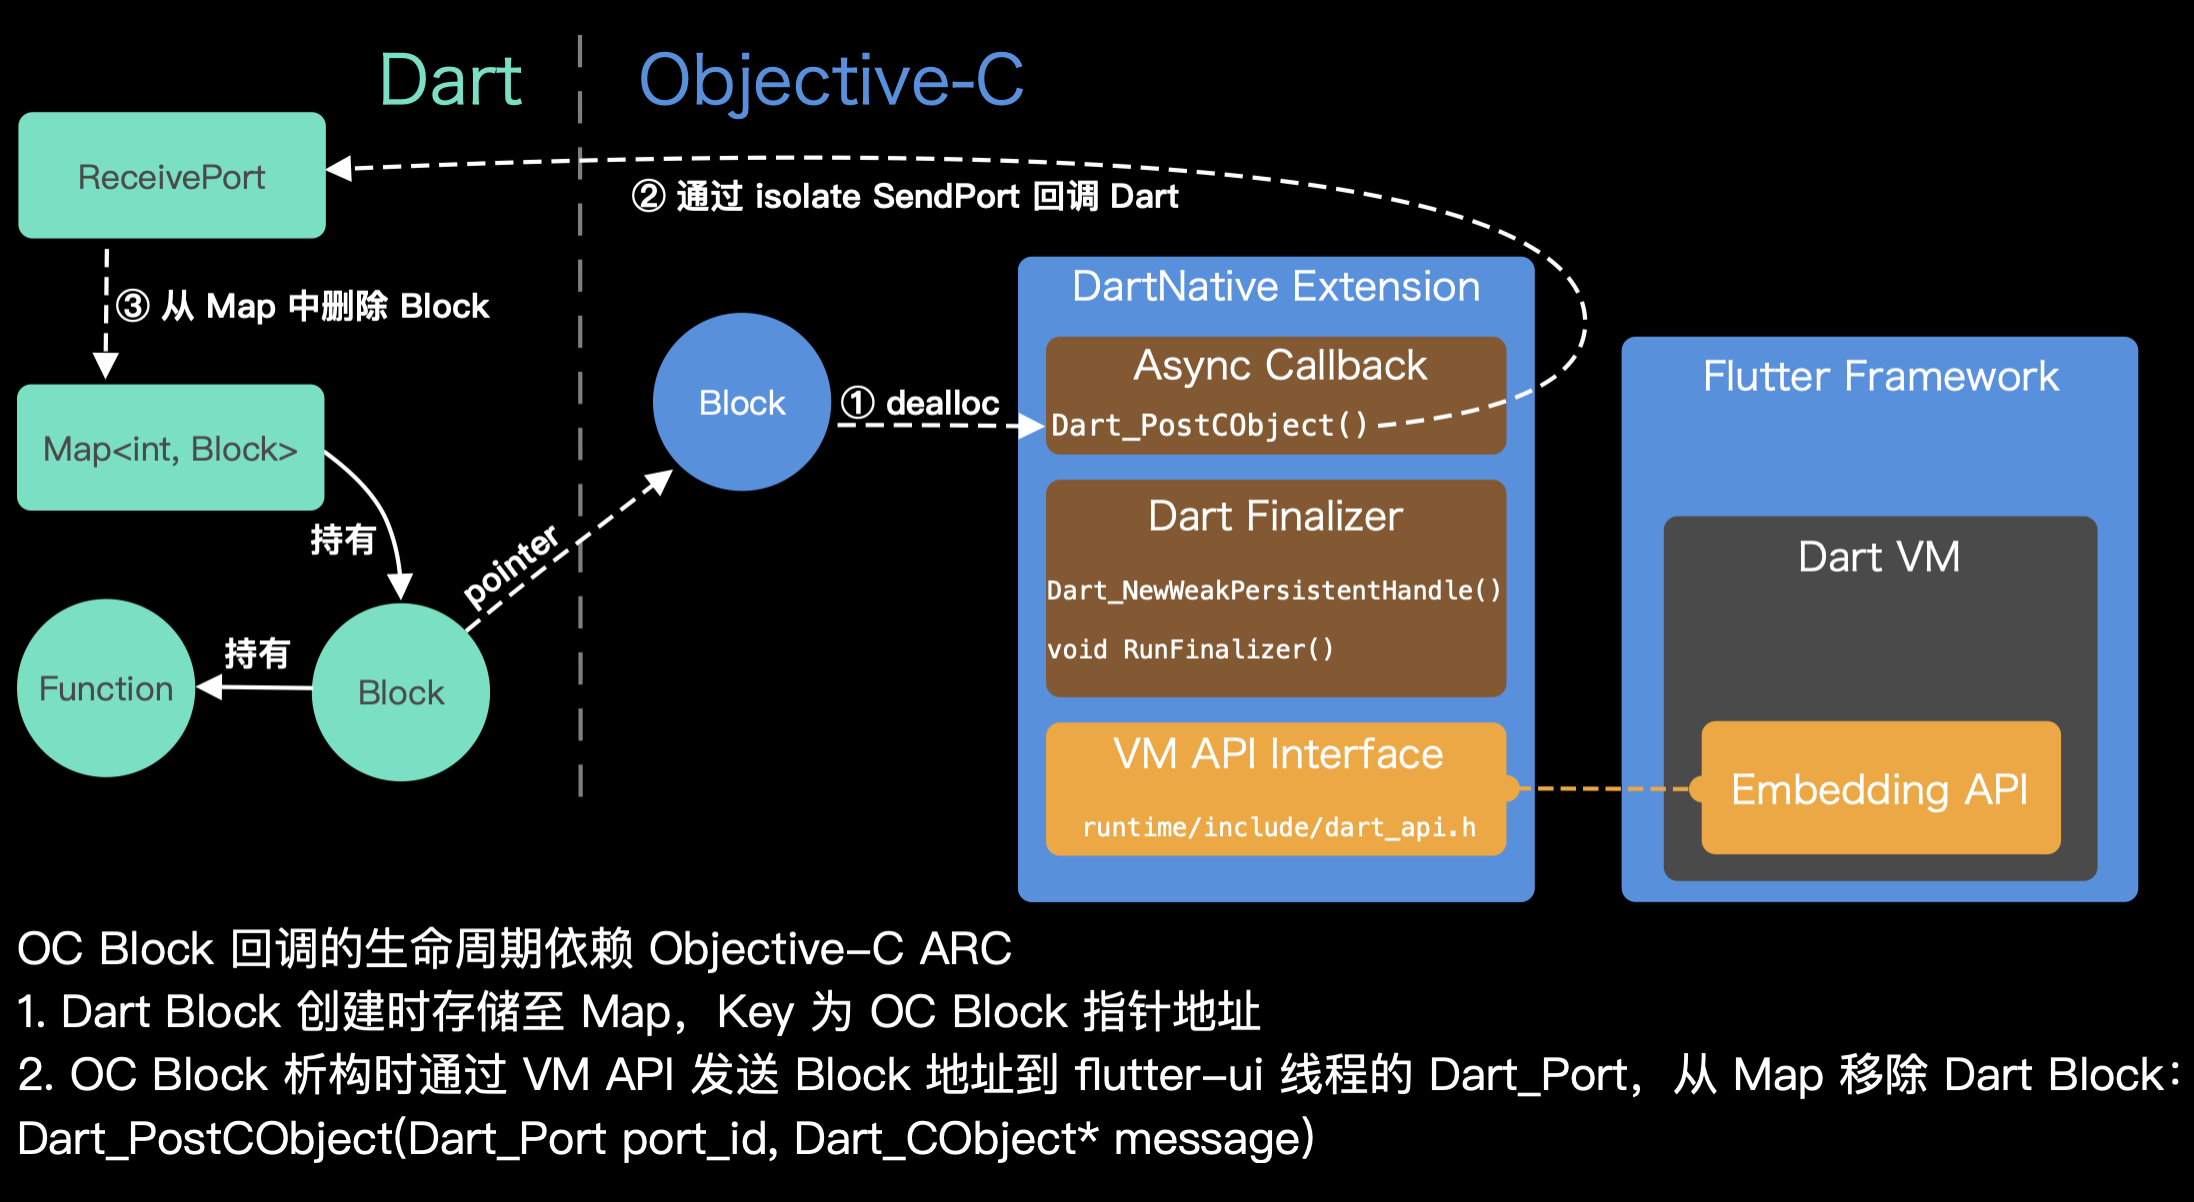 Dart
Objective-C
ReceivePort
② 通过 isolate SendPort 回调 Dart
③ 从 Map 中删除 Block
Map<int, Block>
持有
持有
Function
Block
pointer
Block
① dealloc
DartNative Extension
Async Callback
Dart_PostCObject()
Dart Finalizer
Dart_NewWeakPersistentHandle()
void RunFinalizer()
VM API Interface
runtime/include/dart_api.h
Flutter Framework
Dart VM
Embedding API
OC Block 回调的生命周期依赖 Objective-C ARC
1. Dart Block 创建时存储至 Map，Key 为 OC Block 指针地址
2. OC Block 析构时通过 VM API 发送 Block 地址到 flutter-ui 线程的 Dart_Port，从 Map 移除 Dart Block：
Dart_PostCObject(Dart_Port port_id, Dart_CObject* message)